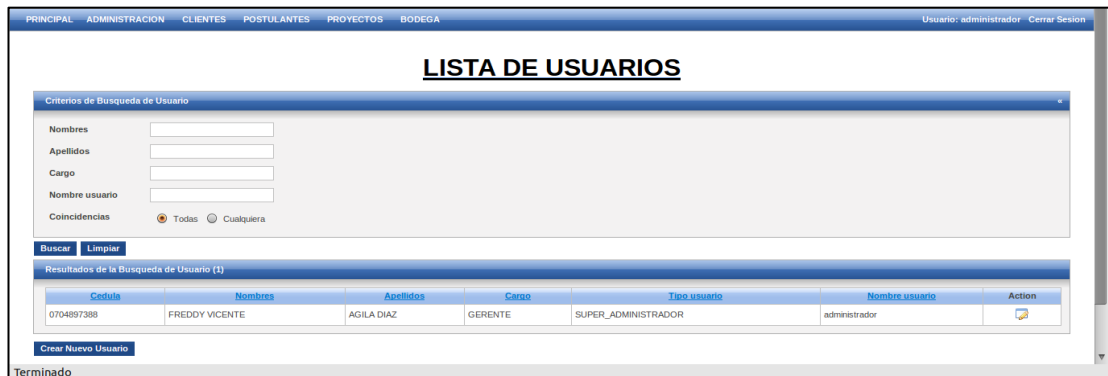 PRINCIPAL ADMINISTRACION CLIENTES POSTULANTES PROYECTOS BODEGA Usuario: administrador Cerrar Sesion
LISTA DE USUARIOS
Criterios de Busqueda de Usuario «
Nombres
Apellidos
Cargo
Nombre usuario
Coincidencias Todas Cualquiera
Buscar Limpiar
Resultados de la Busqueda de Usuario (1)
Cedula Nombres Apellidos Cargo Tipo usuario Nombre usuario Action
0704897388 FREDDY VICENTE AGILA DIAZ GERENTE SUPER_ADMINISTRADOR administrador
Crear Nuevo Usuario
Terminado